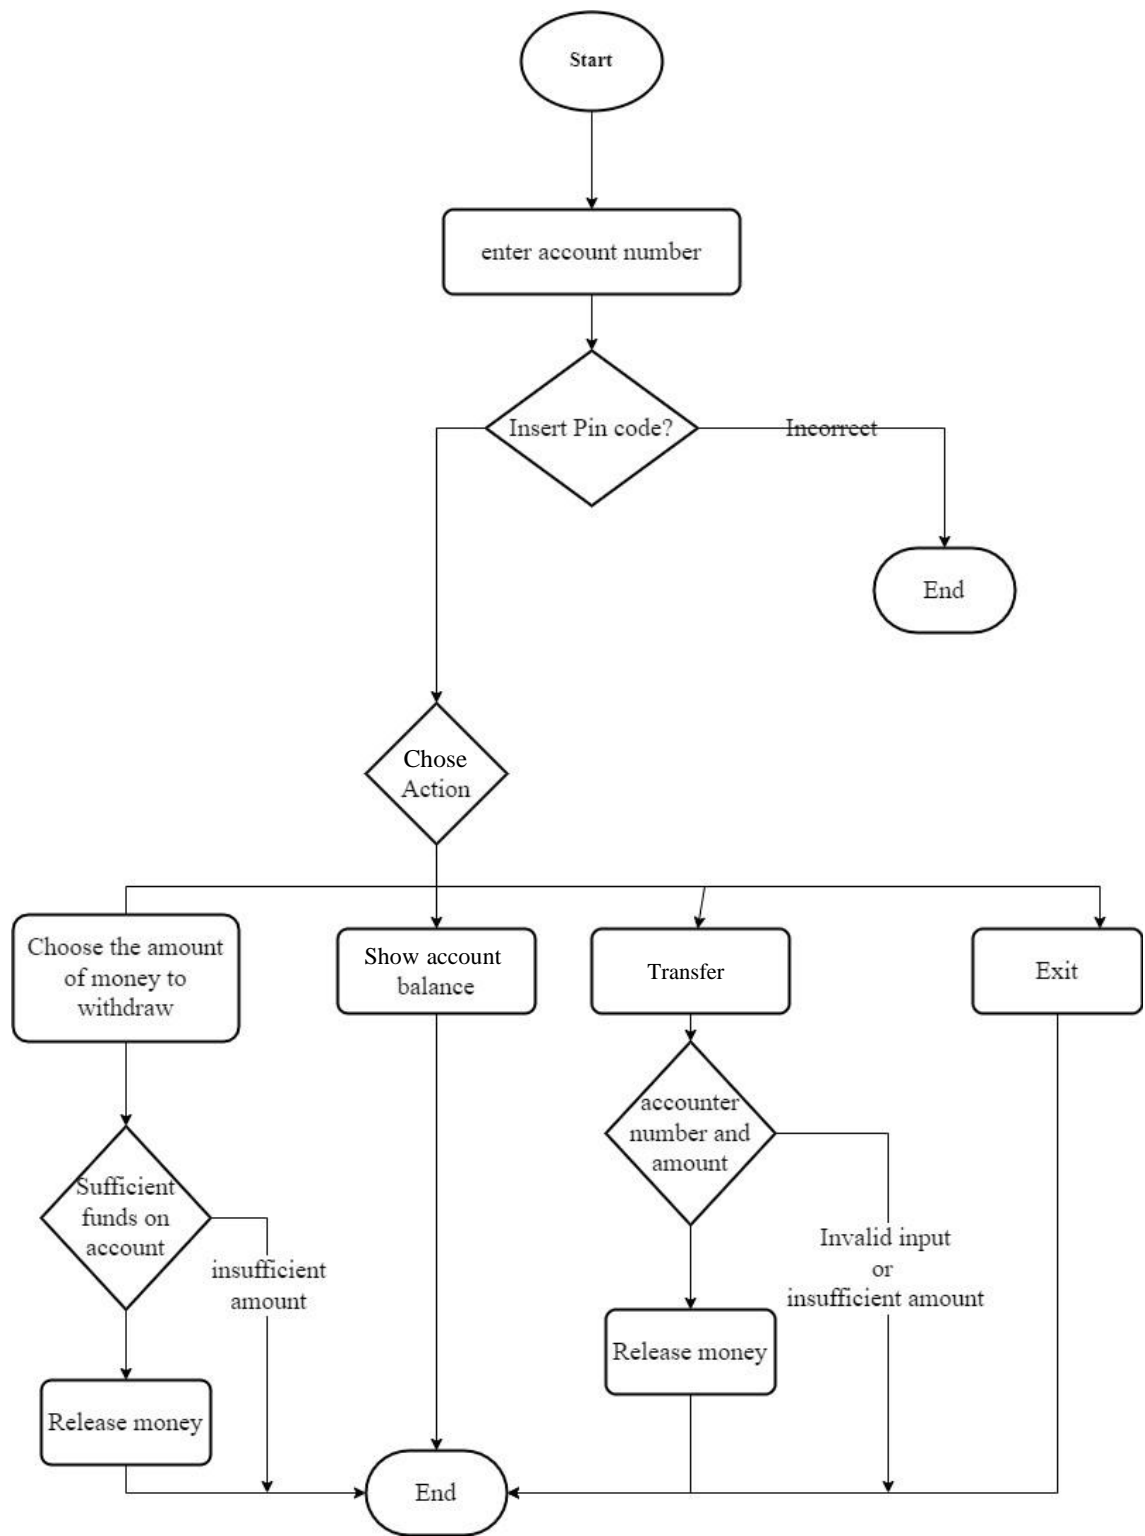 Start
enter account number
Insert Pin code?
Incorrect
End
Chose
Action
Choose the amount
of money to
withdraw
Show account
balance
Transfer
Exit
accounter
number and
amount
Sufficient
funds on
account
insufficient
amount
Invalid input
or
insufficient amount
Release money
Release money
End